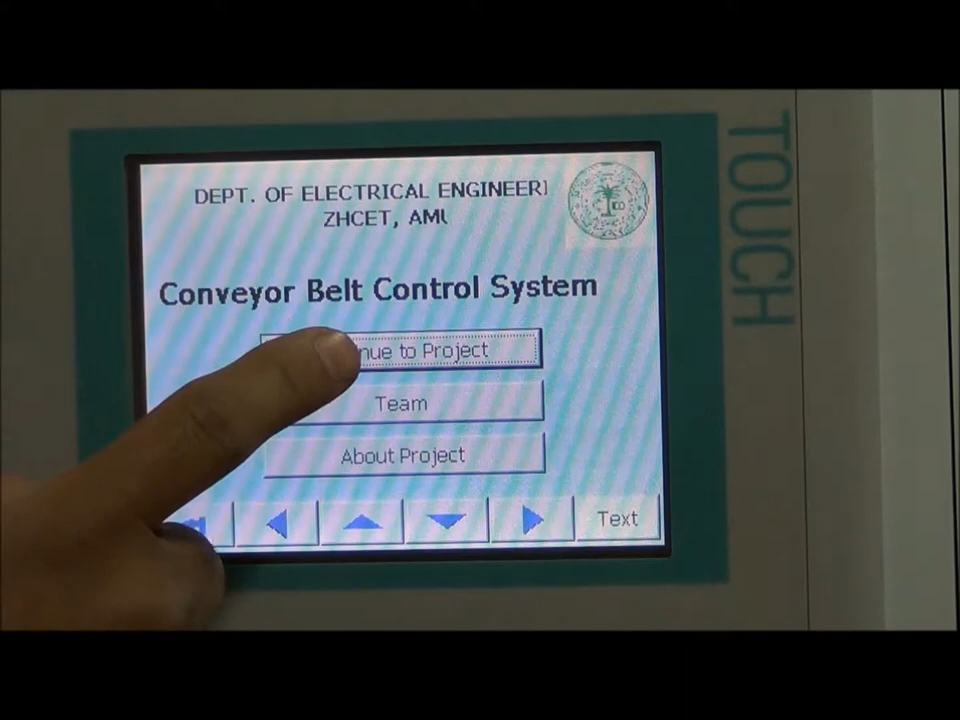 DEPT. OF ELECTRICAL ENGINEERI
ZHCET, AMU
Conveyor Belt Control System
nue to Project
Team
About Project
Text
TOUCH